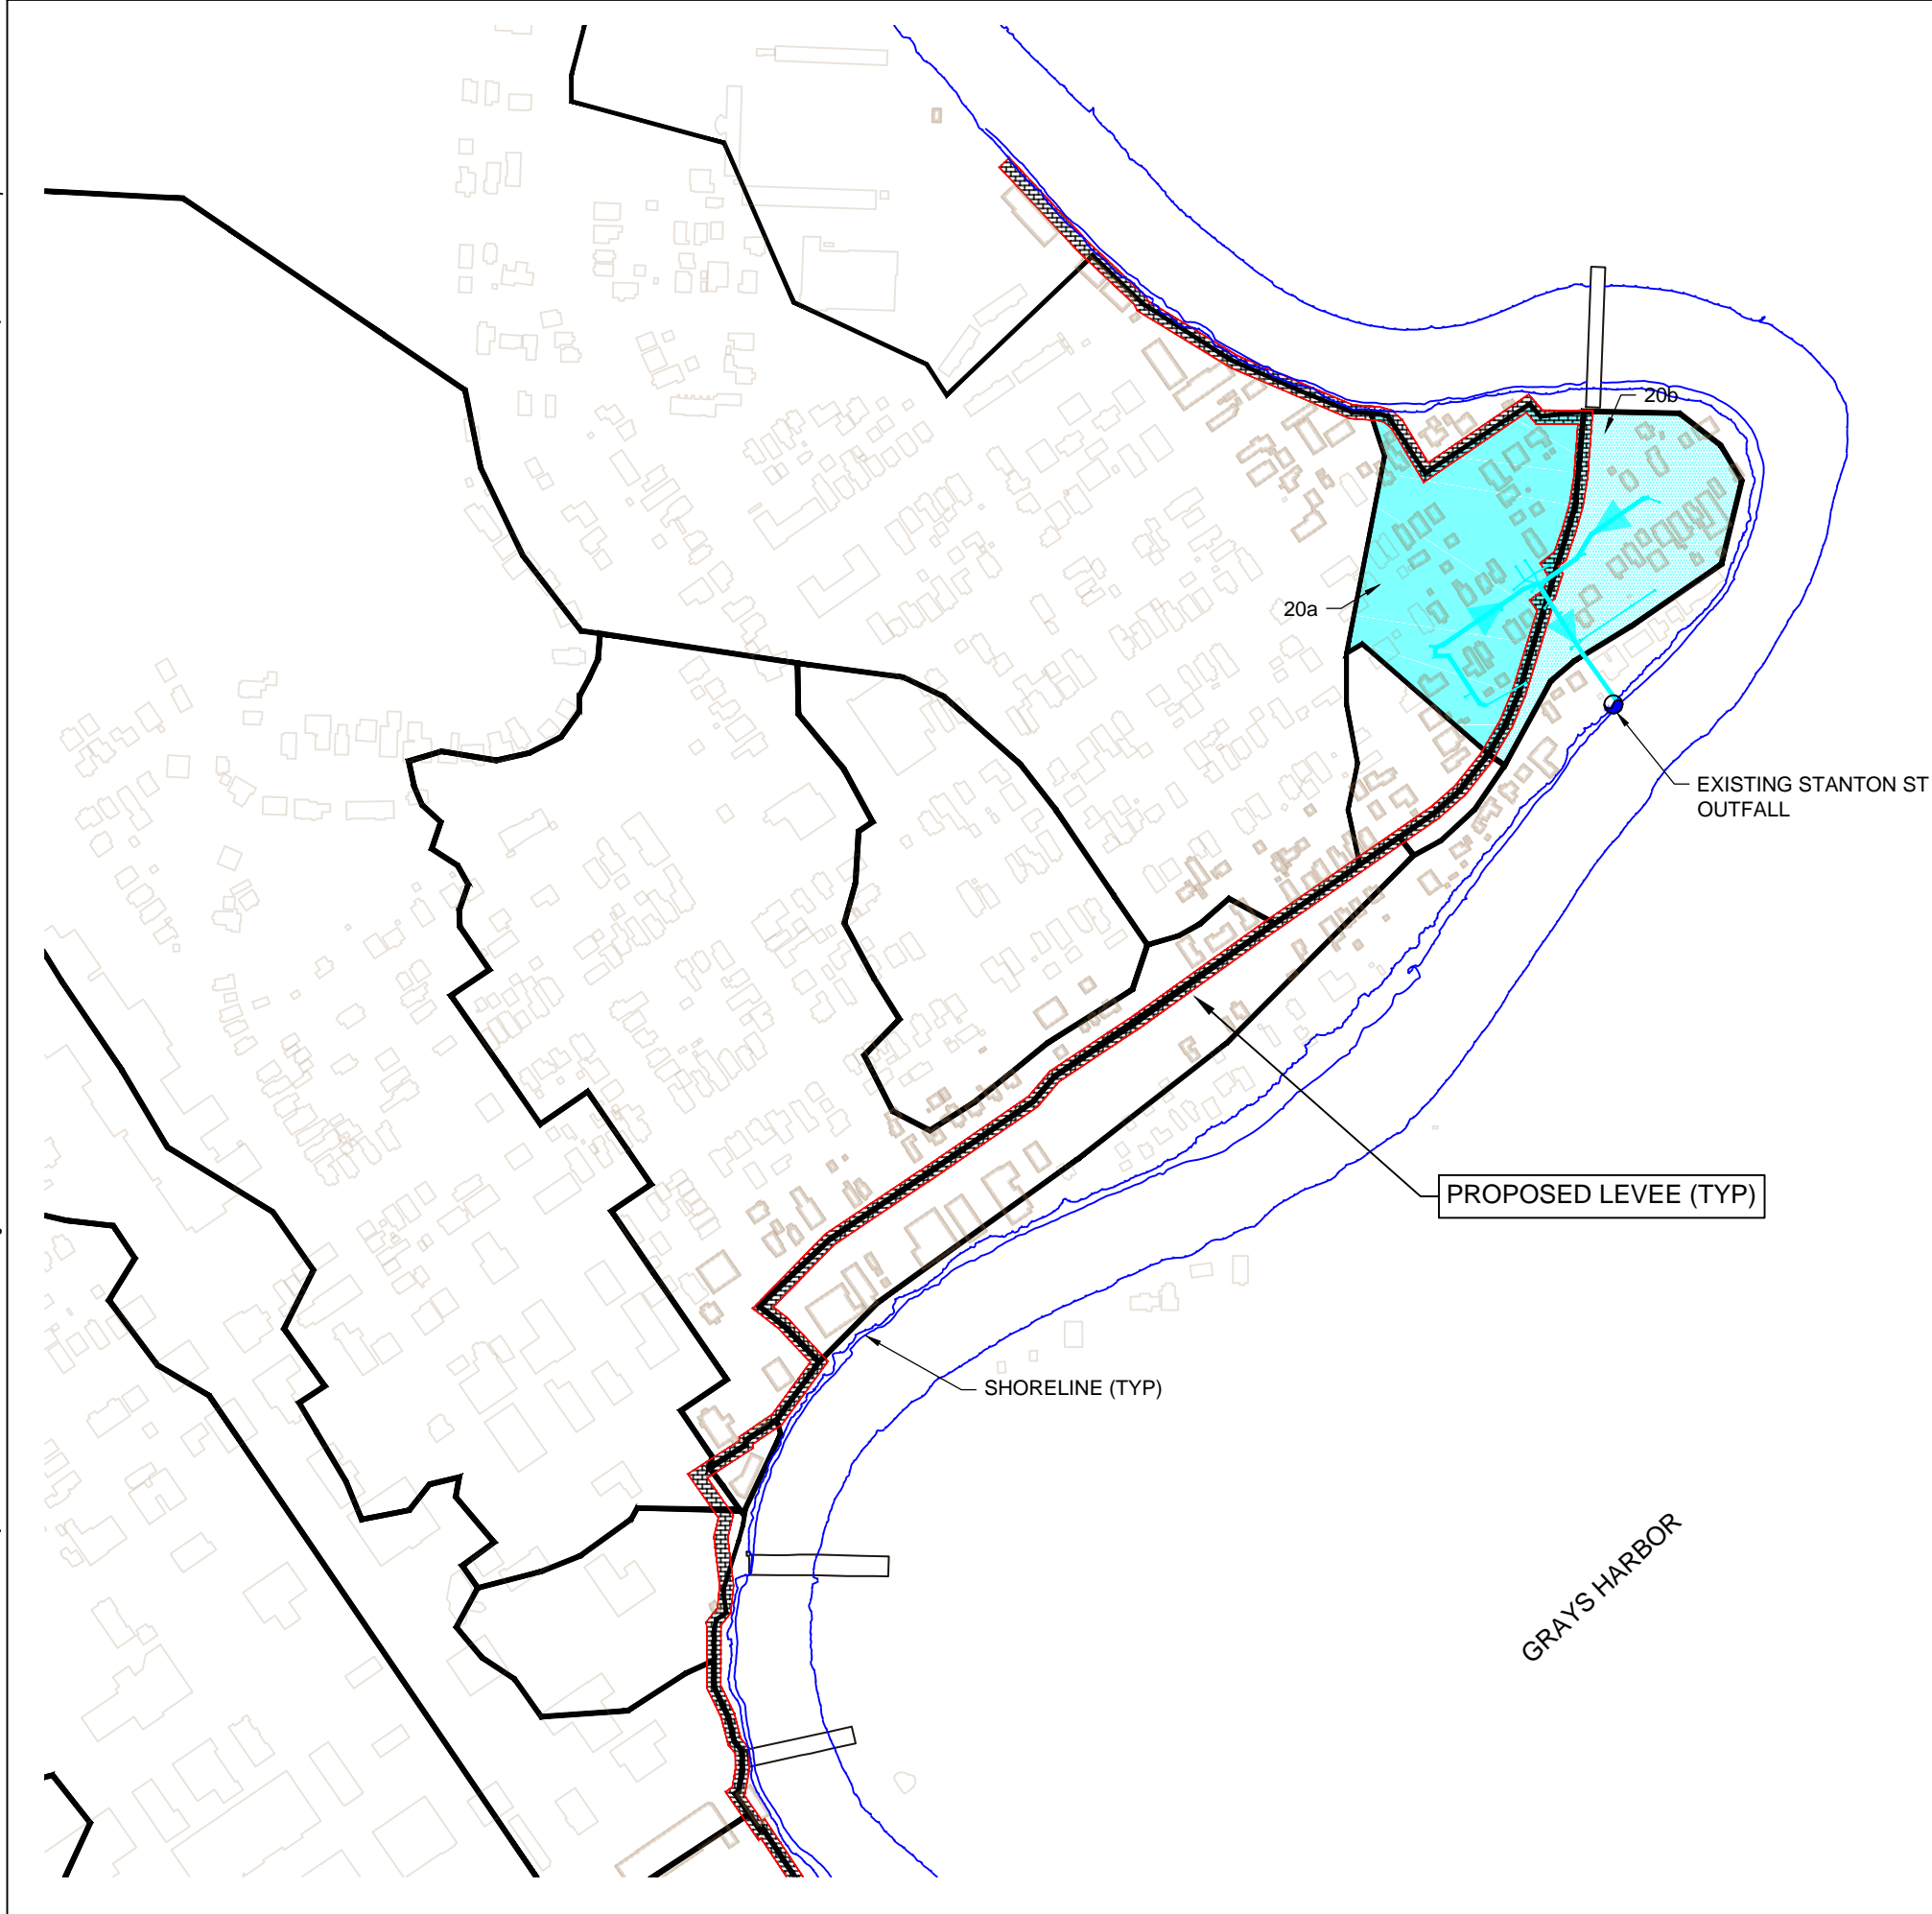 20b
20a
EXISTING STANTON ST
OUTFALL
PROPOSED LEVEE (TYP)
SHORELINE (TYP)
GRAYS HARBOR